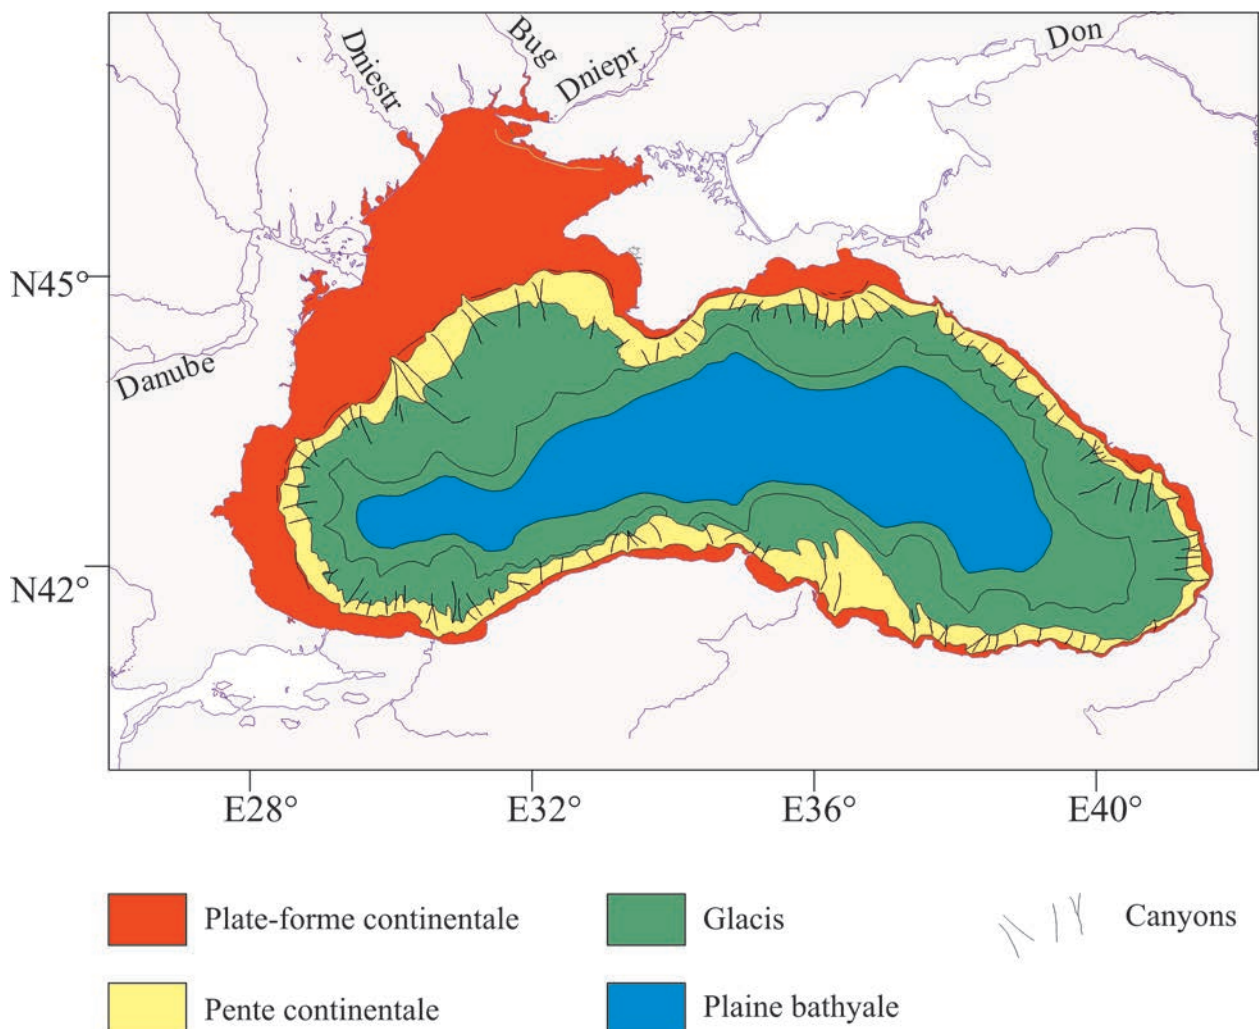 Dniestr
Bug
Dniepr
Don
N45°
Danube
N42°
E28°
E32°
E36°
E40°
Plate-forme continentale
Glacis
Canyons
Pente continentale
Plaine bathyale